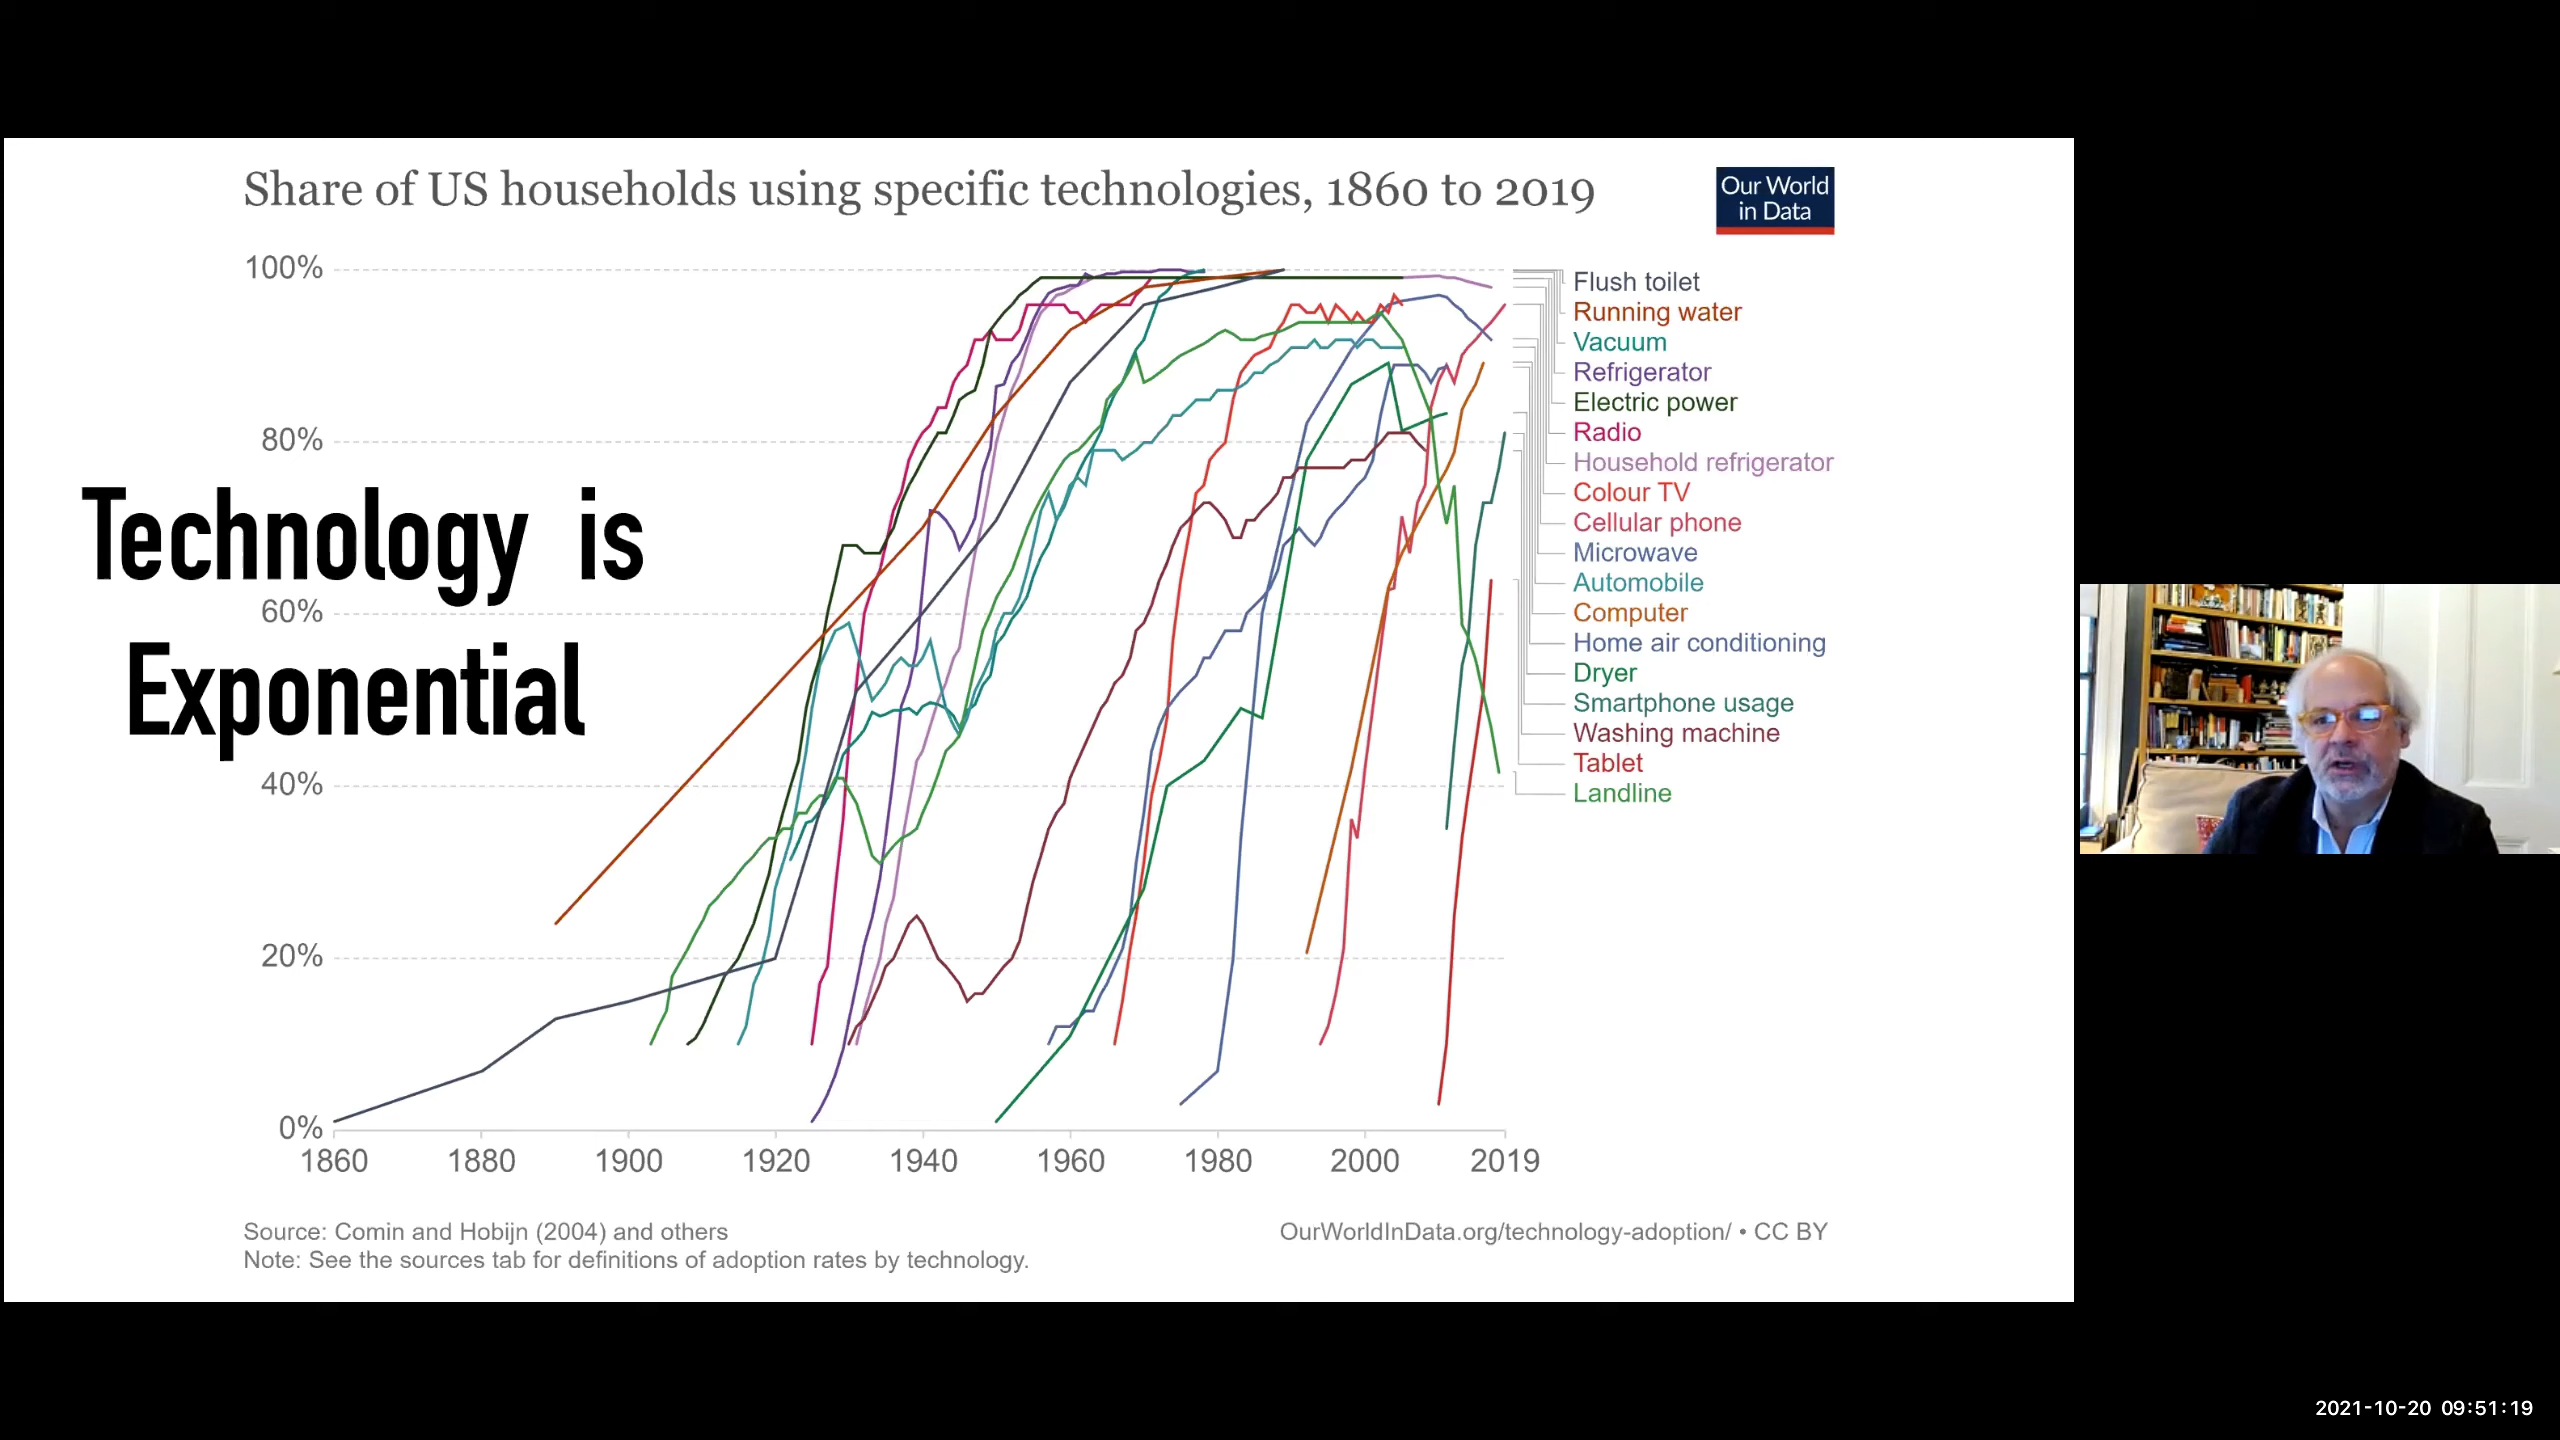 Share of US households using specific technologies, 1860 to 2019
Our World
in Data
Technology is
Exponential
100%
80%
60%
40%
20%
0%
1860
1880
1900
1920
1940
1960
1980
2000
2019
Flush toilet
Running water
Vacuum
Refrigerator
Electric power
Radio
Household refrigerator
Colour TV
Cellular phone
Microwave
Automobile
Computer
Home air conditioning
Dryer
Smartphone usage
Washing machine
Tablet
Landline
Source: Comin and Hobijn (2004) and others
Note: See the sources tab for definitions of adoption rates by technology.
OurWorldInData.org/technology-adoption/ • CC BY
2021-10-20 09:51:19